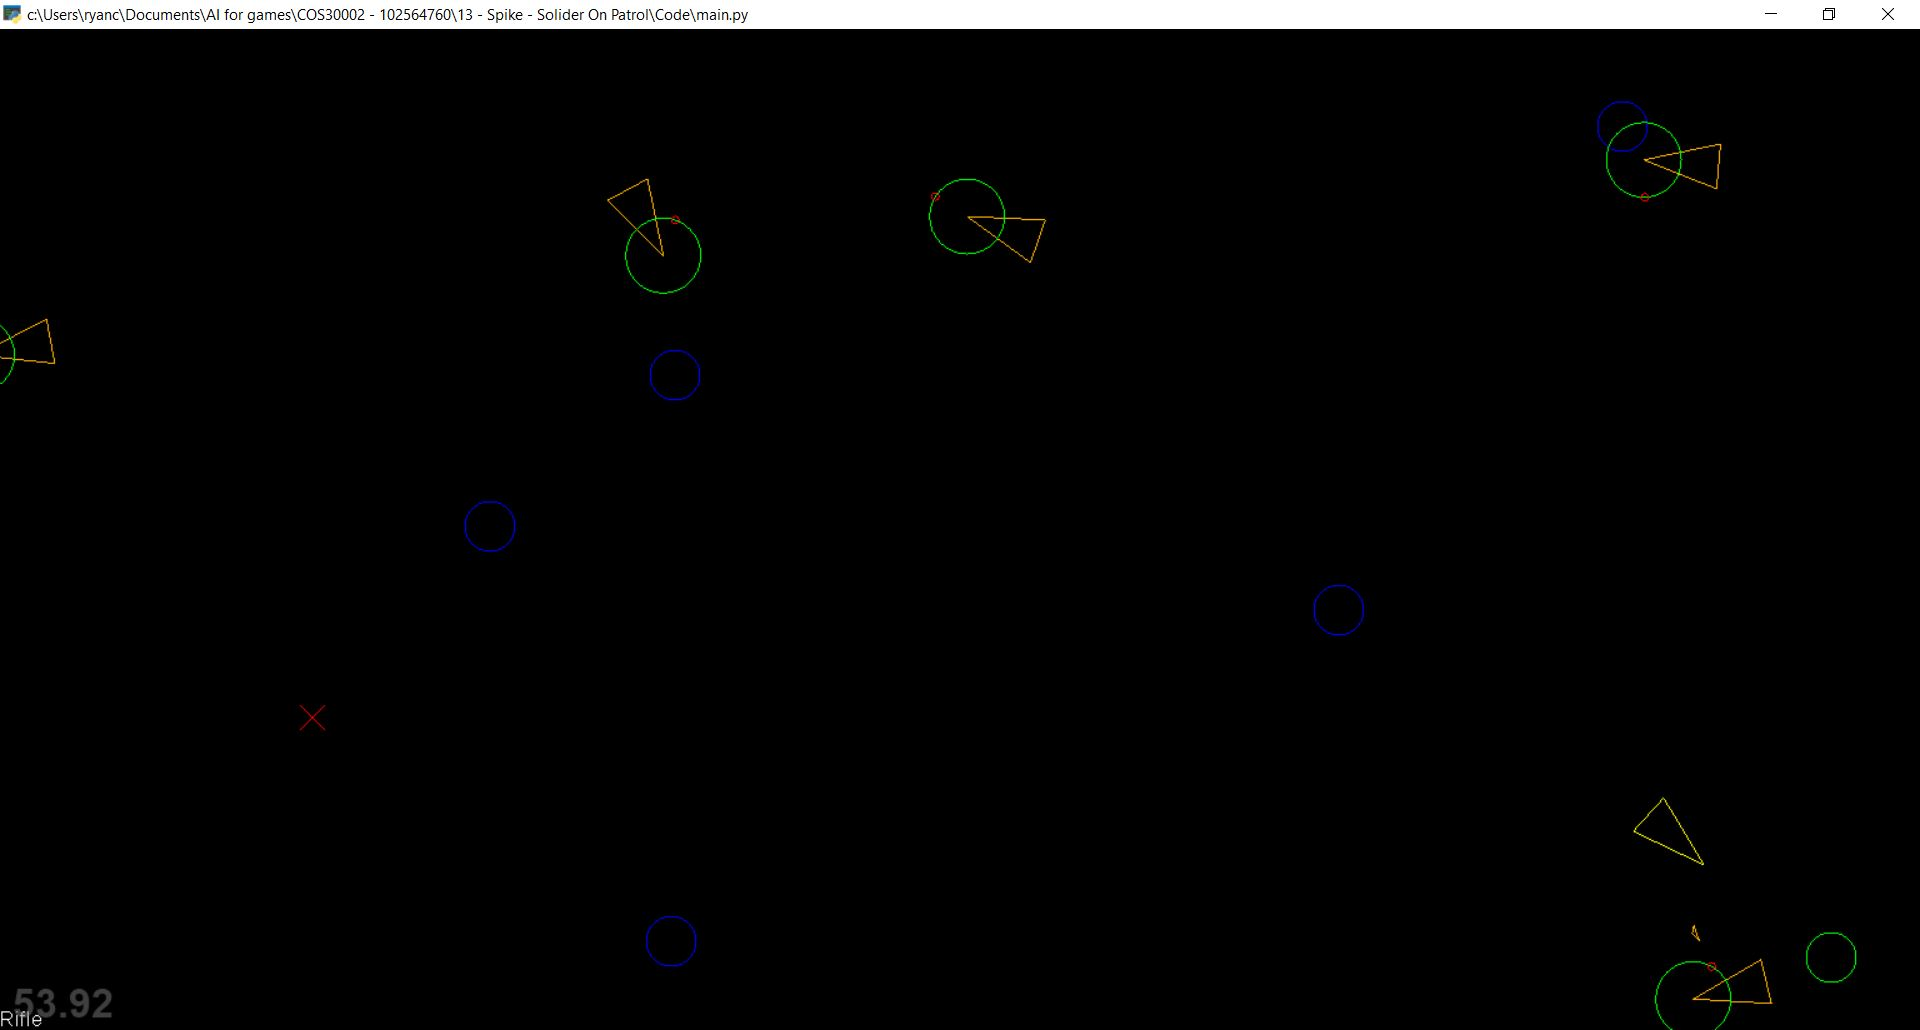 c:\Users\ryanc\Documents\AI for games\COS30002 - 102564760\13 - Spike - Solider On Patrol\Code\main.py
53.92
Rifle